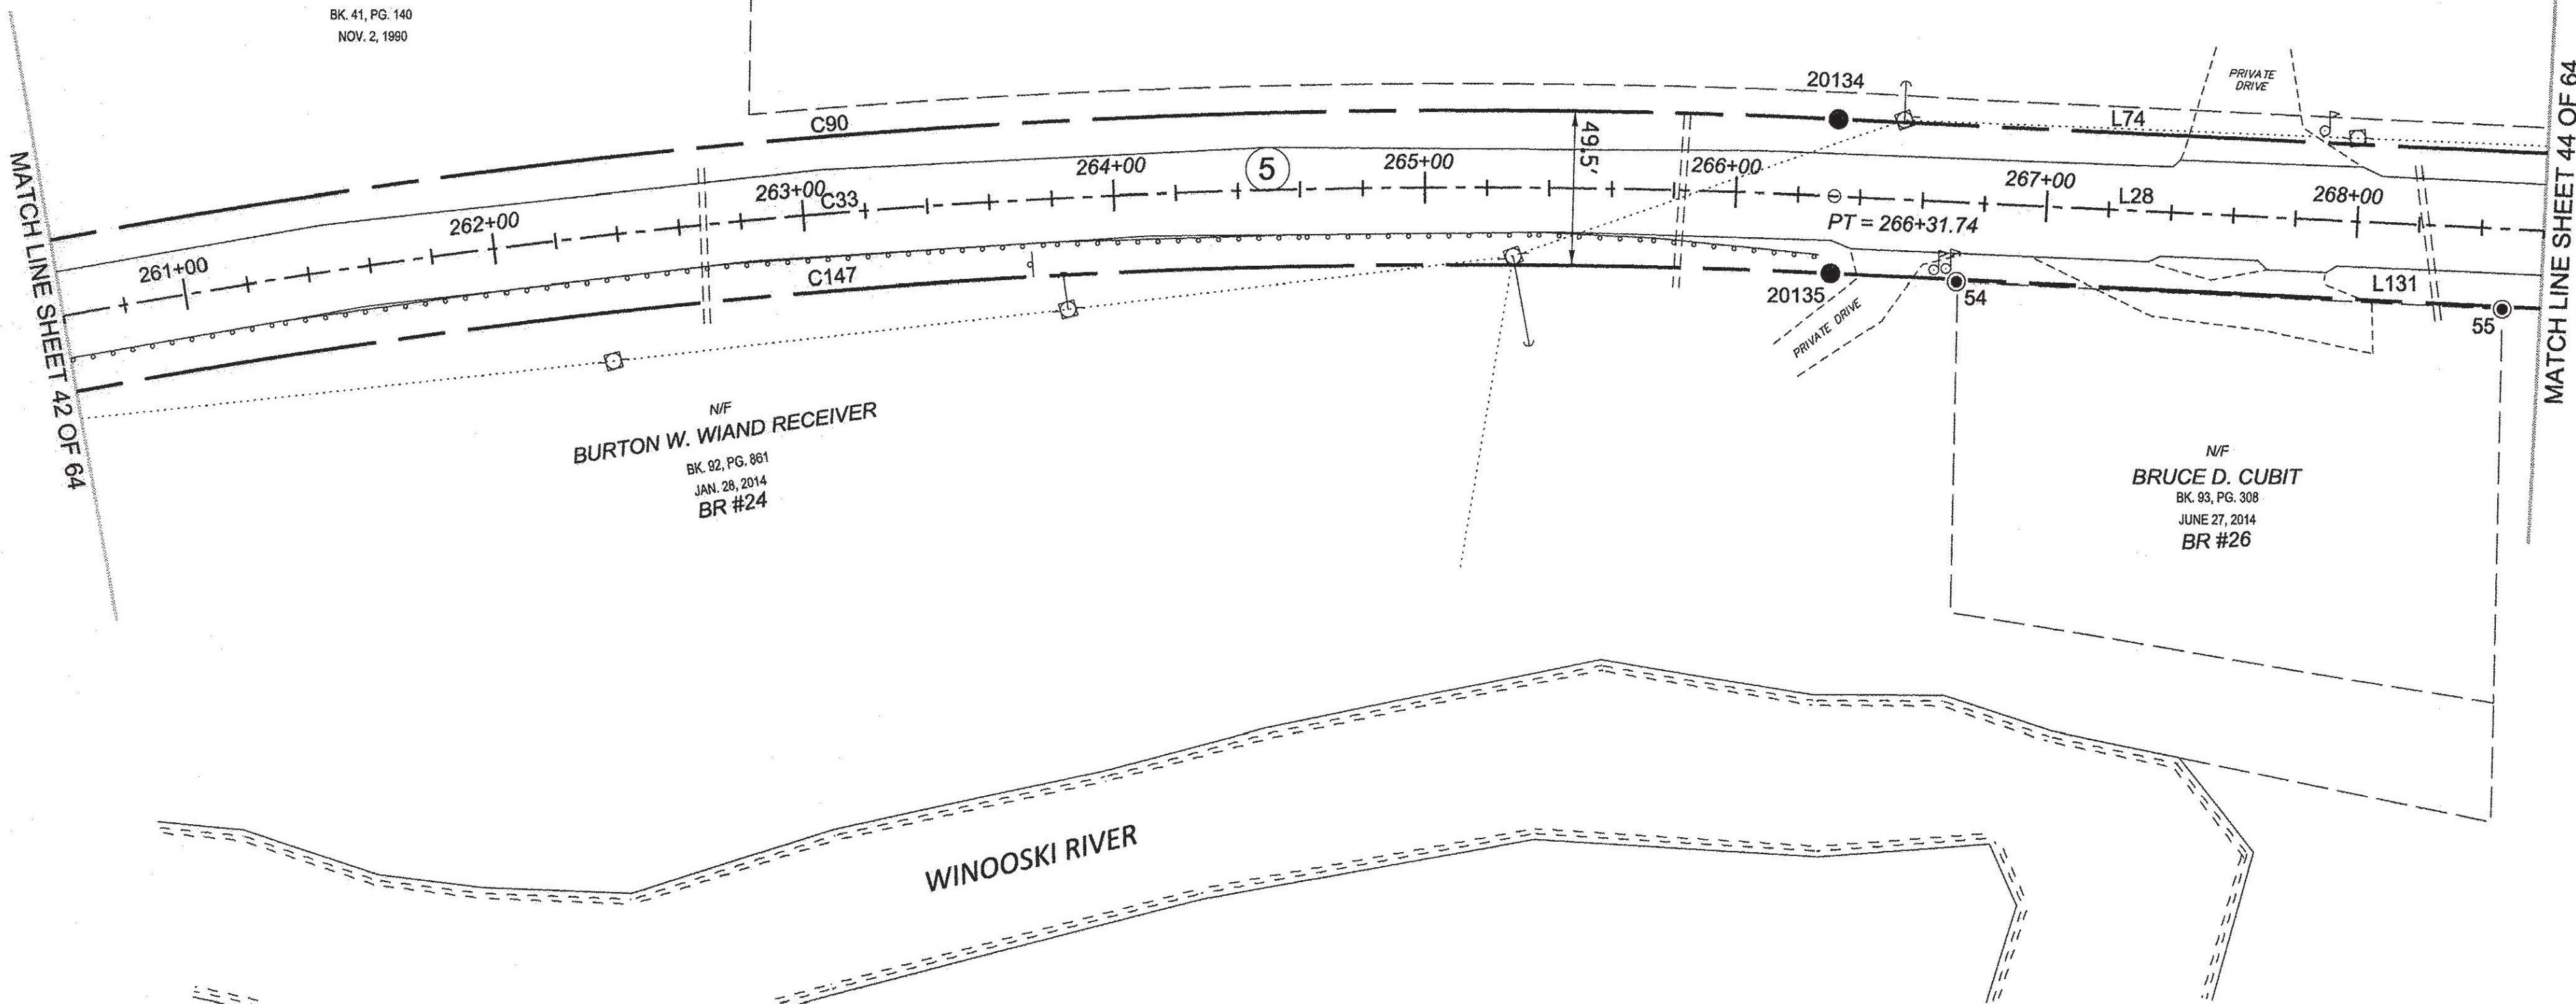 BK. 41, PG. 140
NOV. 2, 1990
MATCH LINE SHEET 42 OF 64
C90
20134
PRIVATE
DRIVE
L74
MATCH LINE SHEET 44 OF 64
261+00
262+00
263+00
C33
264+00
5
265+00
49.5'
266+00
PT = 266+31.74
267+00
L28
268+00
C147
20135
PRIVATE DRIVE
54
L131
55
N/F
BURTON W. WIAND RECEIVER
BK. 92, PG. 861
JAN. 28, 2014
BR #24
N/F
BRUCE D. CUBIT
BK. 93, PG. 308
JUNE 27, 2014
BR #26
WINOOSKI RIVER